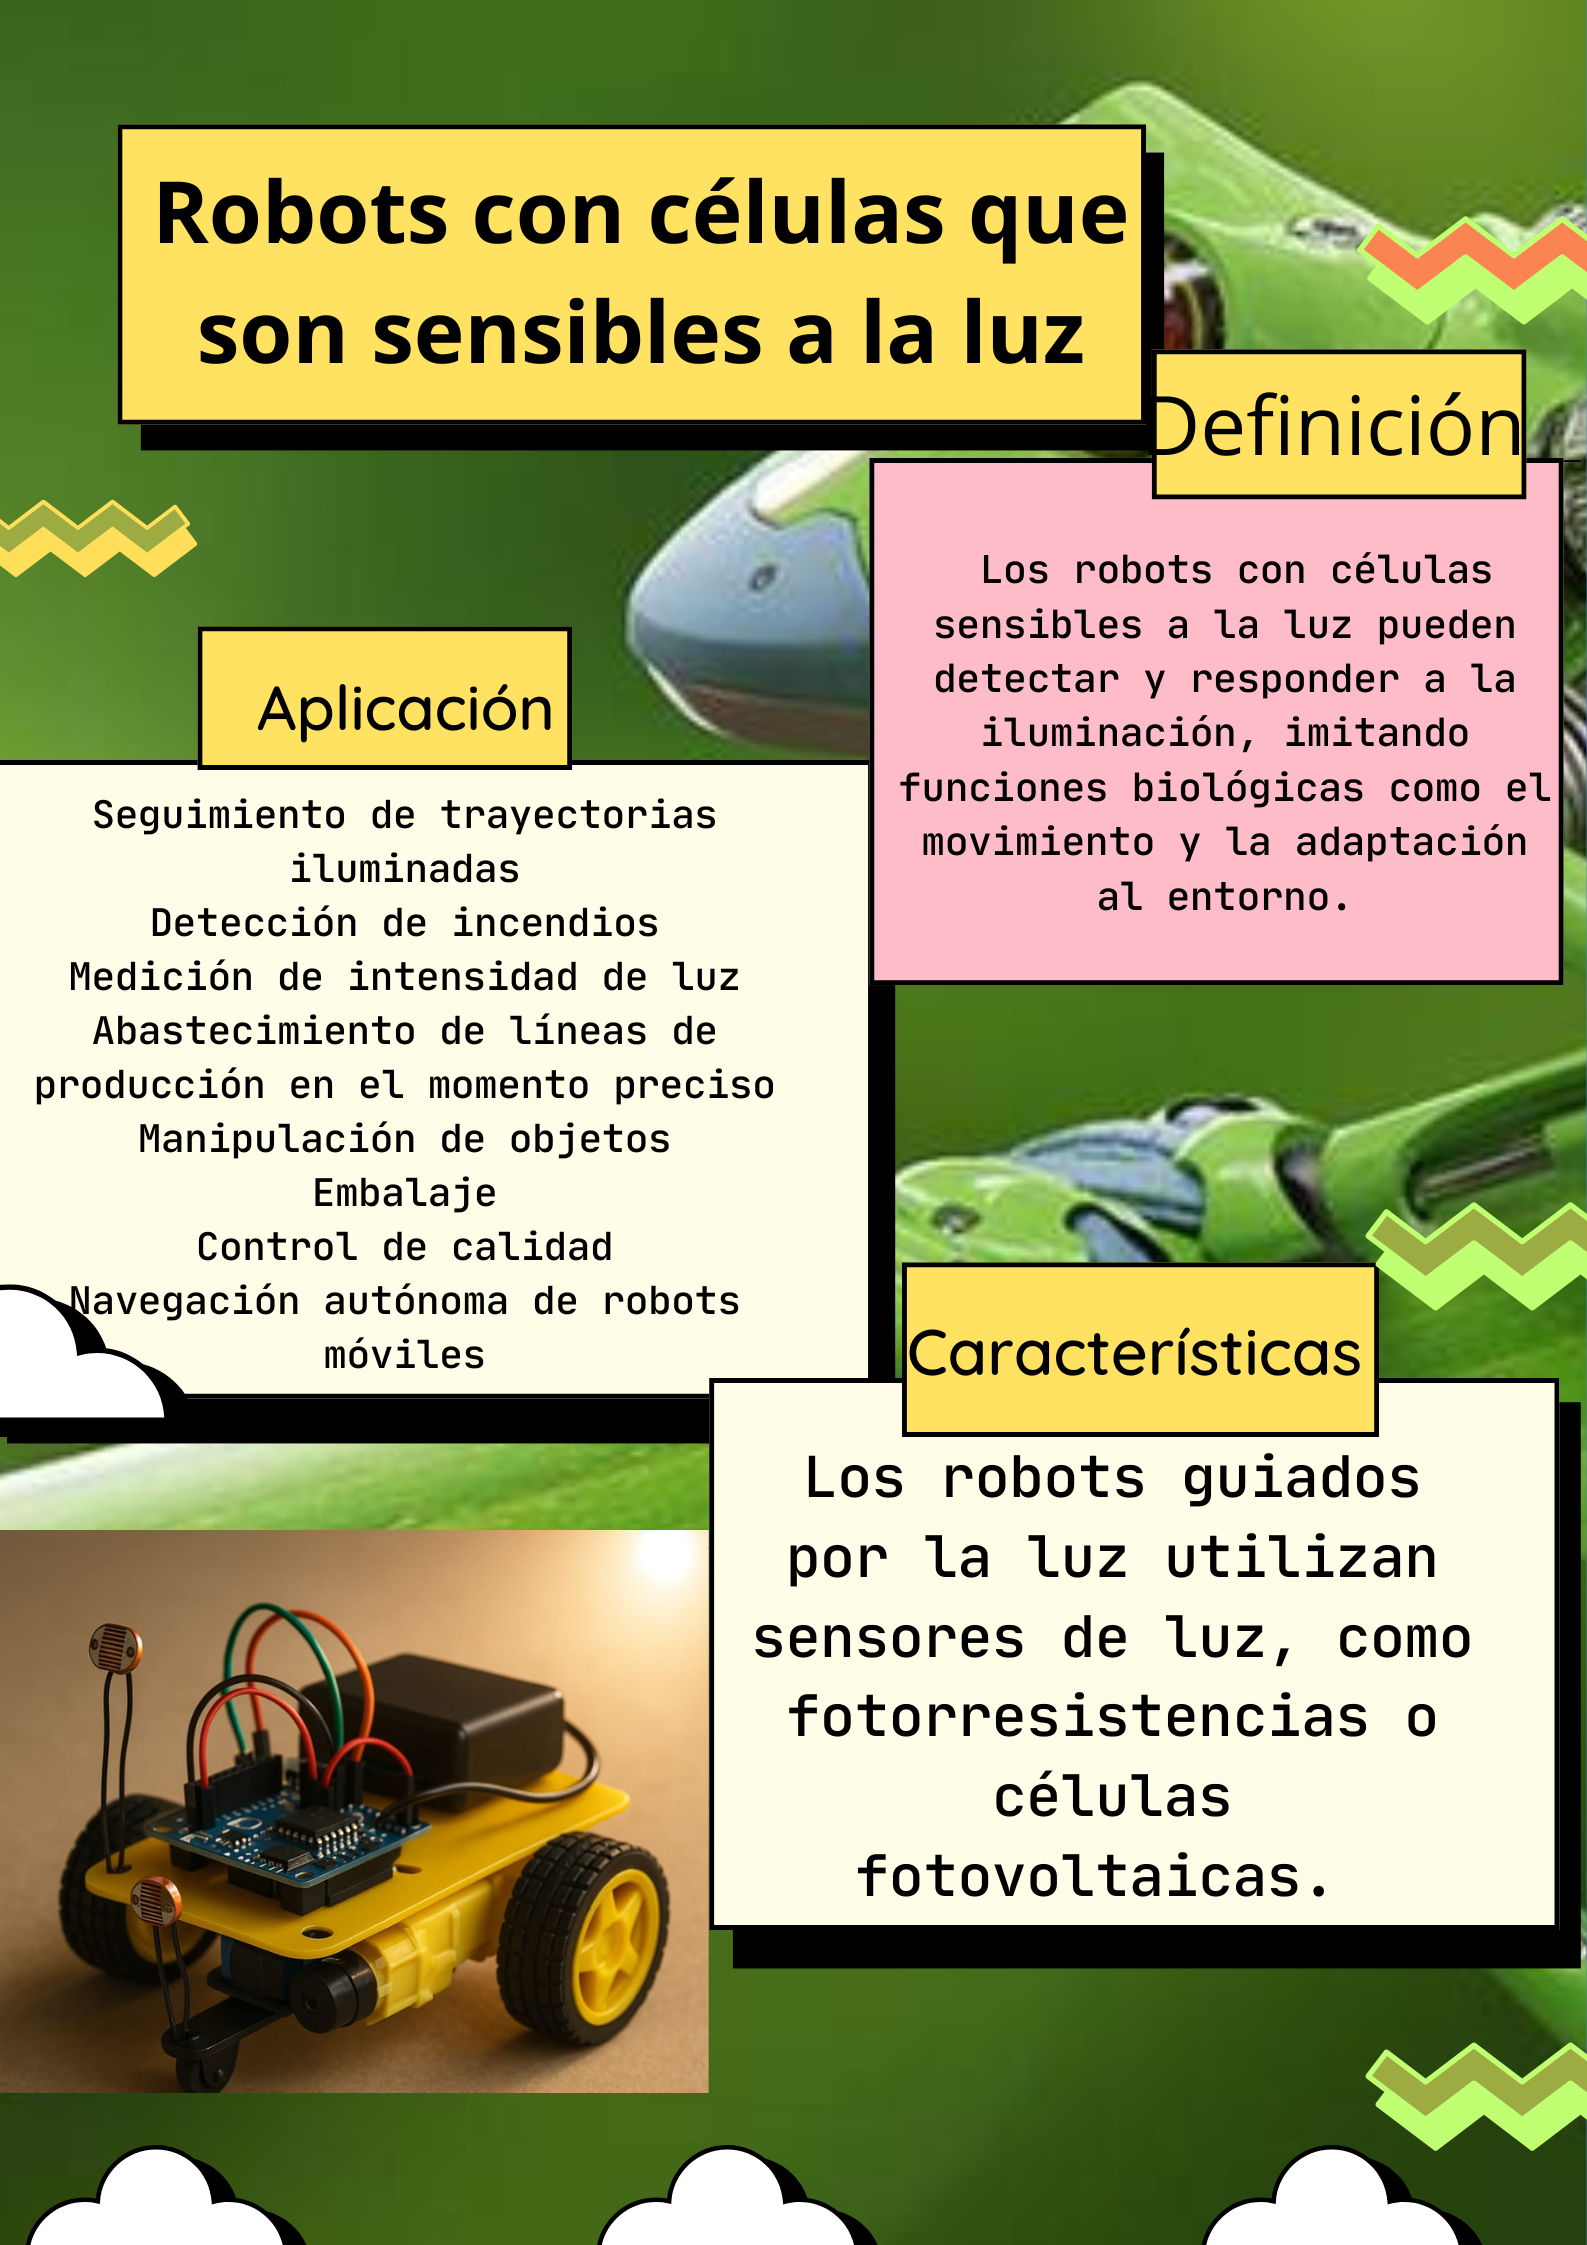 Robots con células que
son sensibles a la luz
Definición
Los robots con células
sensibles a la luz pueden
detectar y responder a la
iluminación, imitando
funciones biológicas como el
movimiento y la adaptación
al entorno.
Aplicación
Seguimiento de trayectorias
iluminadas
Detección de incendios
Medición de intensidad de luz
Abastecimiento de líneas de
producción en el momento preciso
Manipulación de objetos
Embalaje
Control de calidad
Navegación autónoma de robots
móviles
Características
Los robots guiados
por la luz utilizan
sensores de luz, como
fotorresistencias o
células
fotovoltaicas.